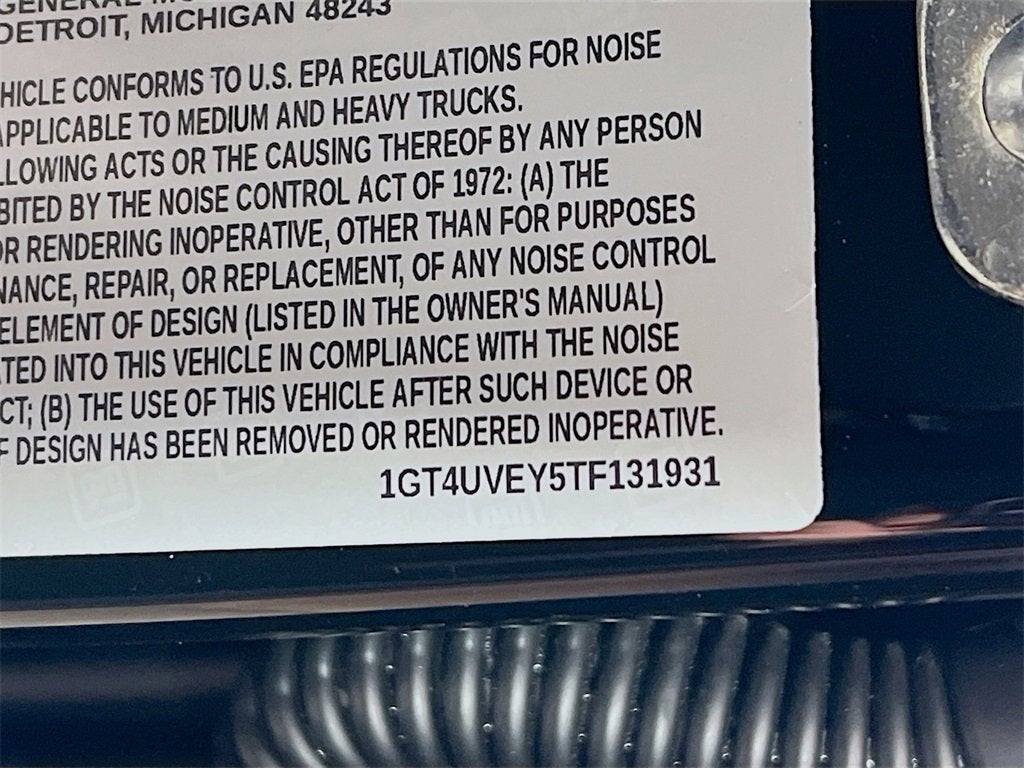 DETROIT, MICHIGAN 48243
HICLE CONFORMS TO U.S. EPA REGULATIONS FOR NOISE
APPLICABLE TO MEDIUM AND HEAVY TRUCKS.
LLOWING ACTS OR THE CAUSING THEREOF BY ANY PERSON
BITED BY THE NOISE CONTROL ACT OF 1972: (A) THE
OR RENDERING INOPERATIVE, OTHER THAN FOR PURPOSES
NANCE, REPAIR, OR REPLACEMENT, OF ANY NOISE CONTROL
ELEMENT OF DESIGN (LISTED IN THE OWNER'S MANUAL)
TED INTO THIS VEHICLE IN COMPLIANCE WITH THE NOISE
CT; (B) THE USE OF THIS VEHICLE AFTER SUCH DEVICE OR
F DESIGN HAS BEEN REMOVED OR RENDERED INOPERATIVE.
1GT4UVEY5TF131931